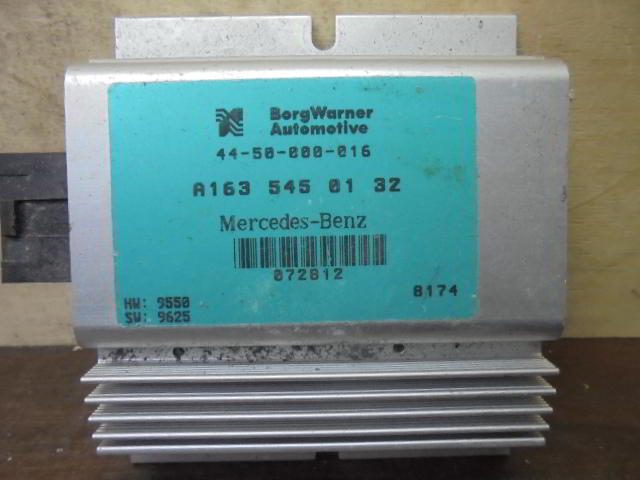 BorgWarner
Automotive
44-50-000-016
A163 545 01 32
Mercedes-Benz
072812
8174
HW: 9550
SW: 9625